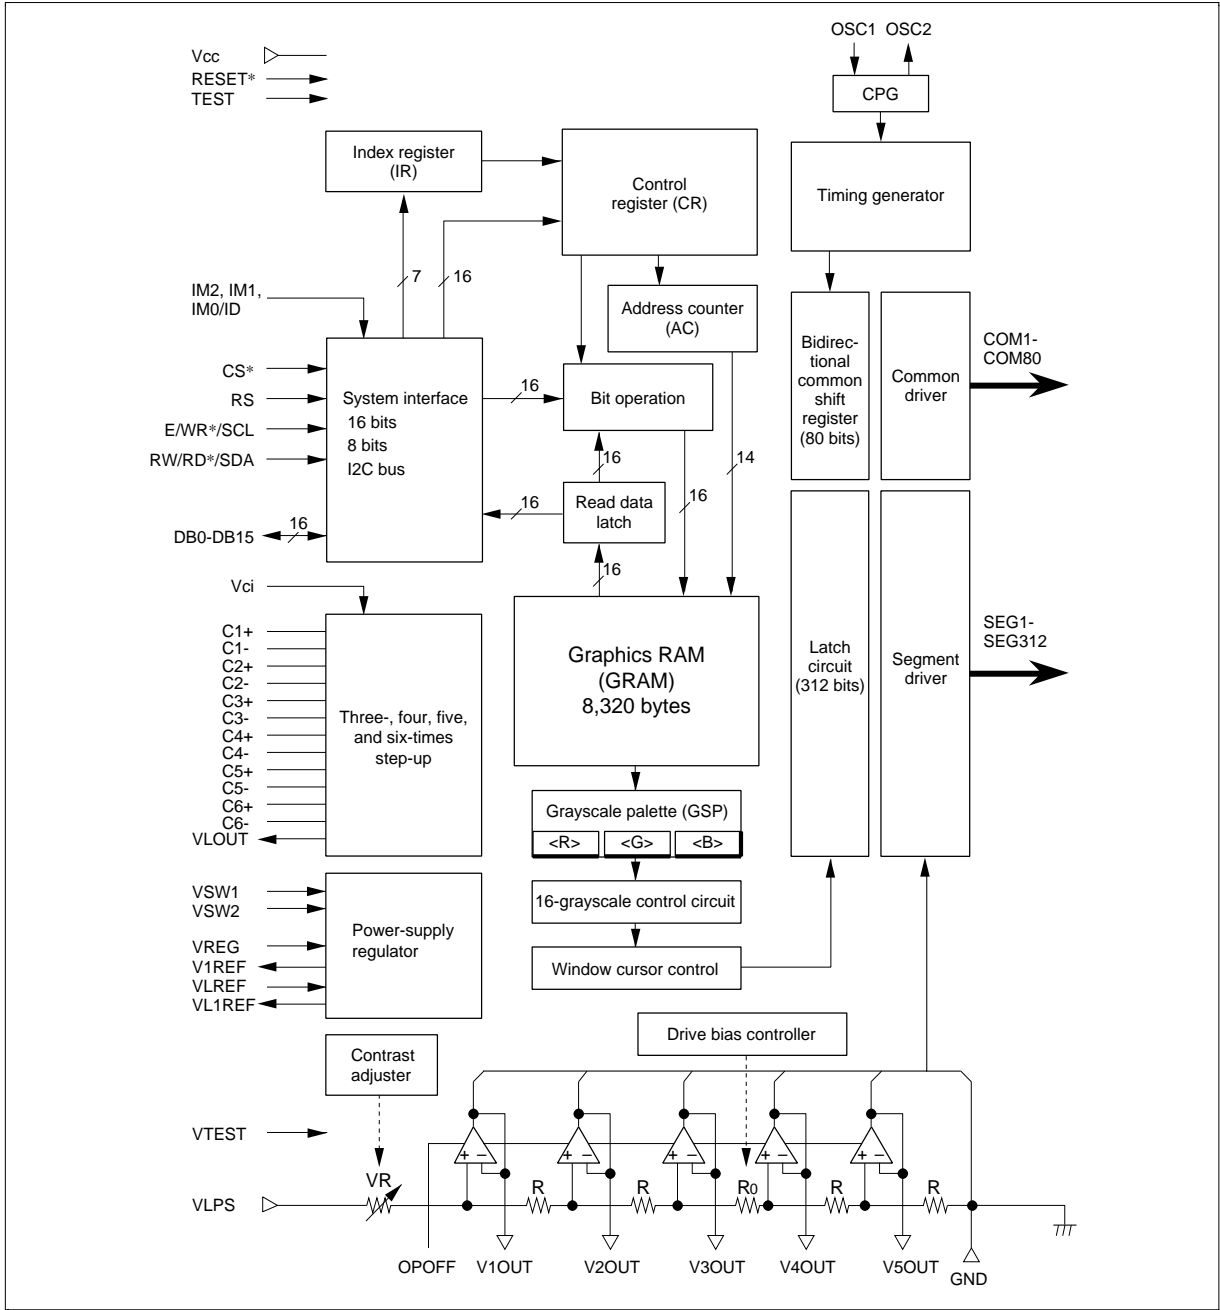 OSC1 OSC2
Vcc
RESET*
TEST
CPG
Index register
(IR)
Control
register (CR)
Timing generator
7
16
IM2, IM1,
IM0/ID
Address counter
(AC)
Bidirec-
tional
common
shift
register
(80 bits)
Common
driver
COM1-
COM80
CS*
RS
E/WR*/SCL
RW/RD*/SDA
System interface
16 bits
8 bits
I2C bus
16
Bit operation
16
14
16
Read data
latch
16
DB0-DB15
16
16
Vci
C1+
C1-
C2+
C2-
C3+
C3-
C4+
C4-
C5+
C5-
C6+
C6-
VLOUT
Three-, four, five,
and six-times
step-up
Graphics RAM
(GRAM)
8,320 bytes
Latch
circuit
(312 bits)
Segment
driver
SEG1-
SEG312
Grayscale palette (GSP)
<R> <G> <B>
16-grayscale control circuit
Window cursor control
VSW1
VSW2
VREG
V1REF
VLREF
VL1REF
Power-supply
regulator
Drive bias controller
Contrast
adjuster
VTEST
+ − + − + − + − + −
VR
R R R0 R R
VLPS
OPOFF V1OUT V2OUT V3OUT V4OUT V5OUT
GND